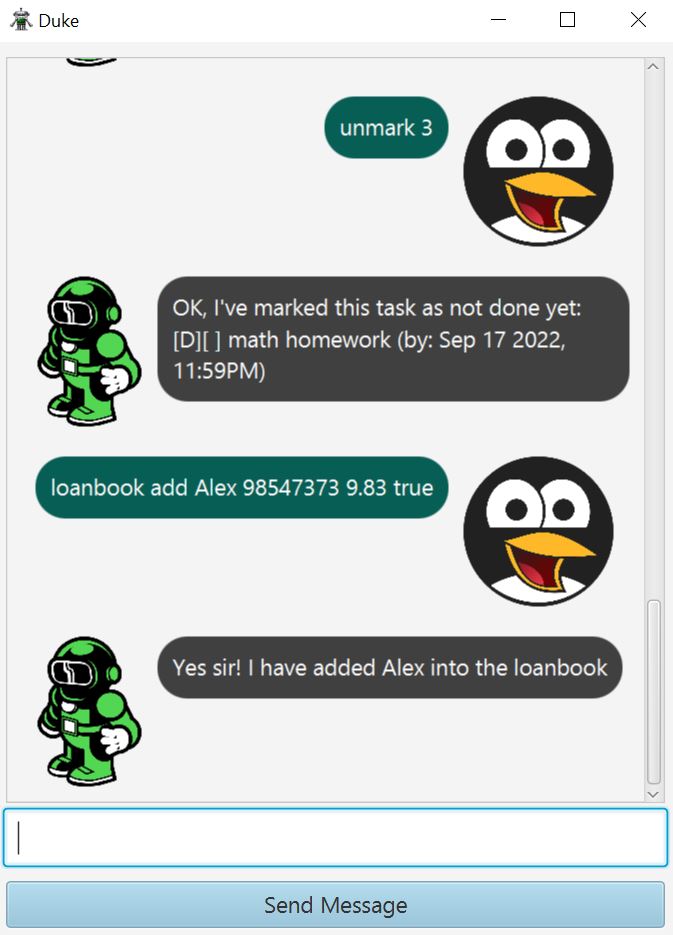 Duke
unmark 3
OK, I've marked this task as not done yet:
[D][ ] math homework (by: Sep 17 2022,
11:59PM)
loanbook add Alex 98547373 9.83 true
Yes sir! I have added Alex into the loanbook
Send Message